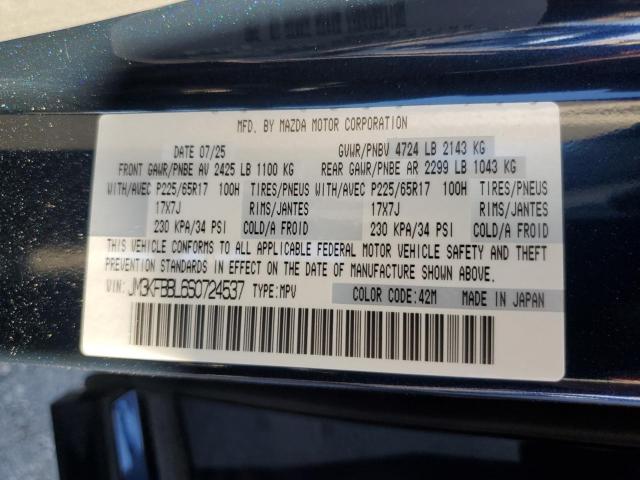 MFD. BY MAZDA MOTOR CORPORATION
DATE 07/25 GVWR/PNBV 4724 LB 2143 KG
FRONT GAWR/PNBE AV 2425 LB 1100 KG REAR GAWR/PNBE AR 2299 LB 1043 KG
WITH/AVEC P225/65R17 100H TIRES/PNEUS WITH/AVEC P225/65R17 100H TIRES/PNEUS
17X7J RIMS/JANTES 17X7J RIMS/JANTES
230 KPA/34 PSI COLD/A FROID 230 KPA/34 PSI COLD/A FROID
THIS VEHICLE CONFORMS TO ALL APPLICABLE FEDERAL MOTOR VEHICLE SAFETY AND THEFT
PREVENTION STANDARDS IN EFFECT ON THE DATE OF MANUFACTURE SHOWN ABOVE.
VIN: JM3KFBBL6S0724537 TYPE:MPV COLOR CODE:42M MADE IN JAPAN